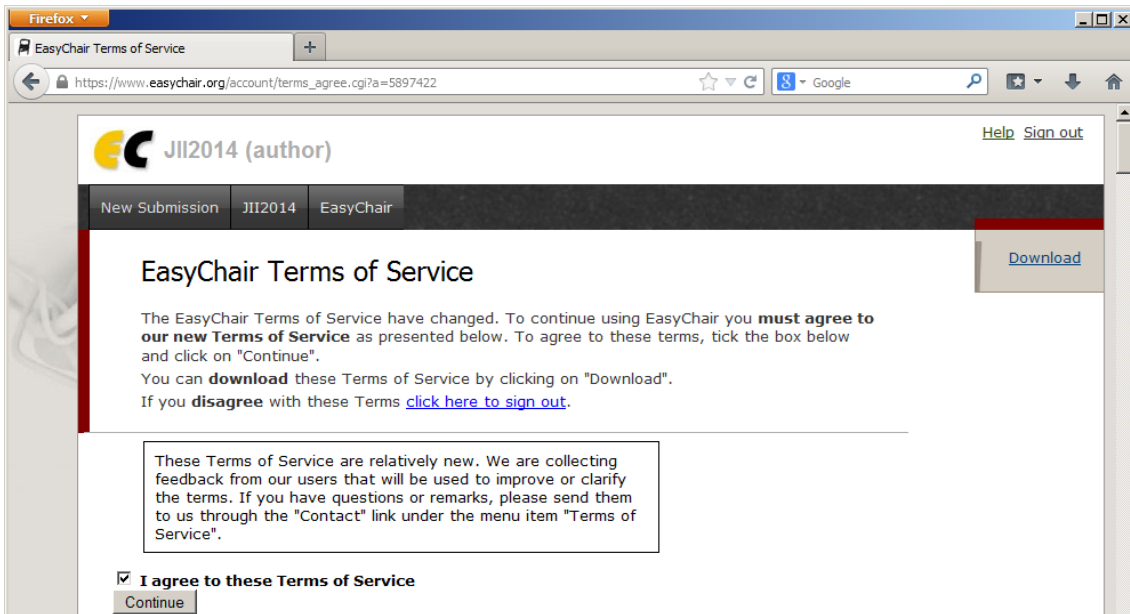 Firefox
EasyChair Terms of Service
+
https://www.easychair.org/account/terms_agree.cgi?a=5897422
8
Google
EC JII2014 (author)
Help Sign out
New Submission JII2014 EasyChair
Download
EasyChair Terms of Service
The EasyChair Terms of Service have changed. To continue using EasyChair you must agree to
our new Terms of Service as presented below. To agree to these terms, tick the box below
and click on "Continue".
You can download these Terms of Service by clicking on "Download".
If you disagree with these Terms click here to sign out.
These Terms of Service are relatively new. We are collecting
feedback from our users that will be used to improve or clarify
the terms. If you have questions or remarks, please send them
to us through the "Contact" link under the menu item "Terms of
Service".
I agree to these Terms of Service
Continue